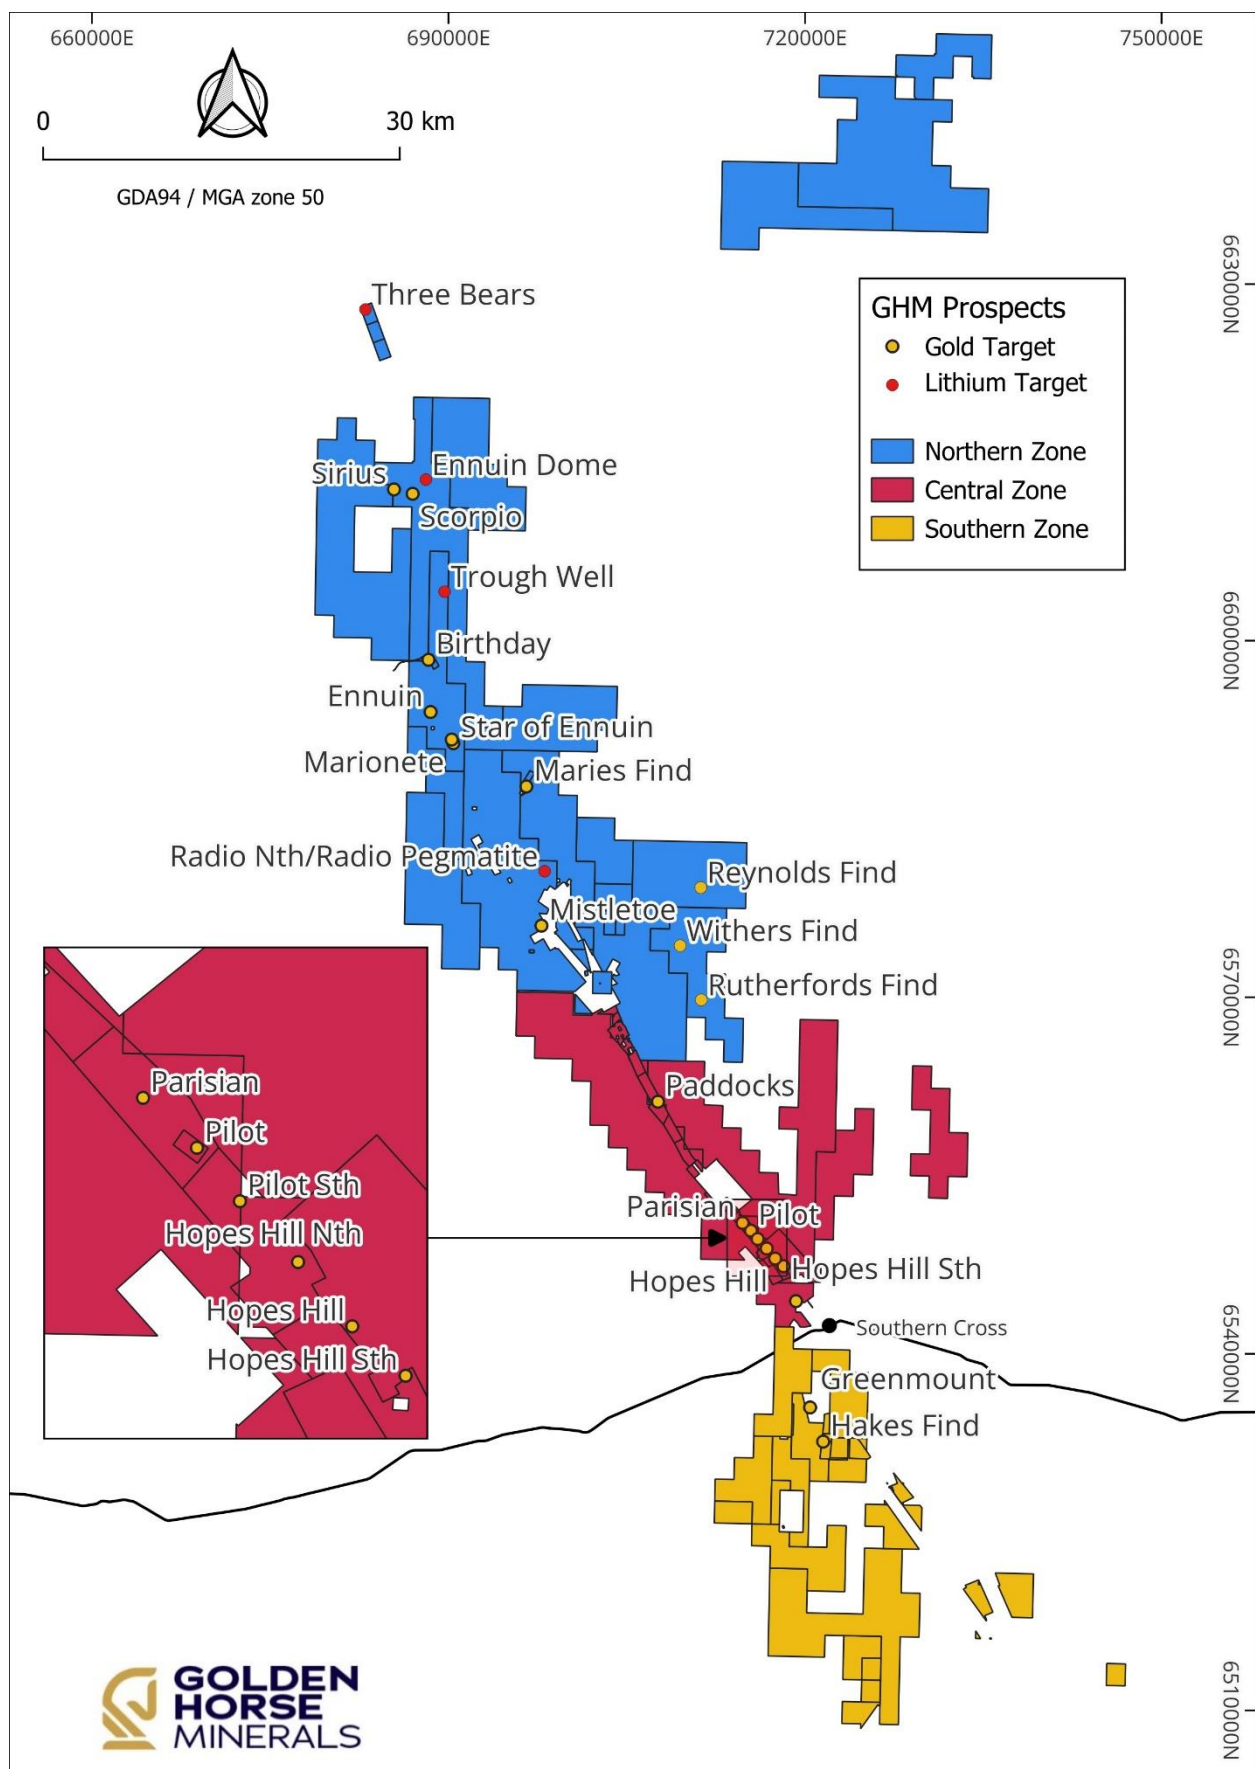 660000E
690000E
720000E
750000E
0
30 km
GDA94 / MGA zone 50
6630000N
Three Bears
GHM Prospects
Gold Target
Lithium Target
Northern Zone
Central Zone
Southern Zone
Sirius
Ennuin Dome
Scorpio
Trough Well
6600000N
Birthday
Ennuin
Star of Ennuin
Marionete
Maries Find
Radio Nth/Radio Pegmatite
Reynolds Find
Mistletoe
Withers Find
Rutherfords Find
6570000N
Paddocks
Parisian
Pilot
Hopes Hill
Hopes Hill Sth
Parisian
Pilot
Pilot Sth
Hopes Hill Nth
Hopes Hill
Hopes Hill Sth
Southern Cross
6540000N
Greenmount
Hakes Find
6510000N
GOLDEN
HORSE
MINERALS